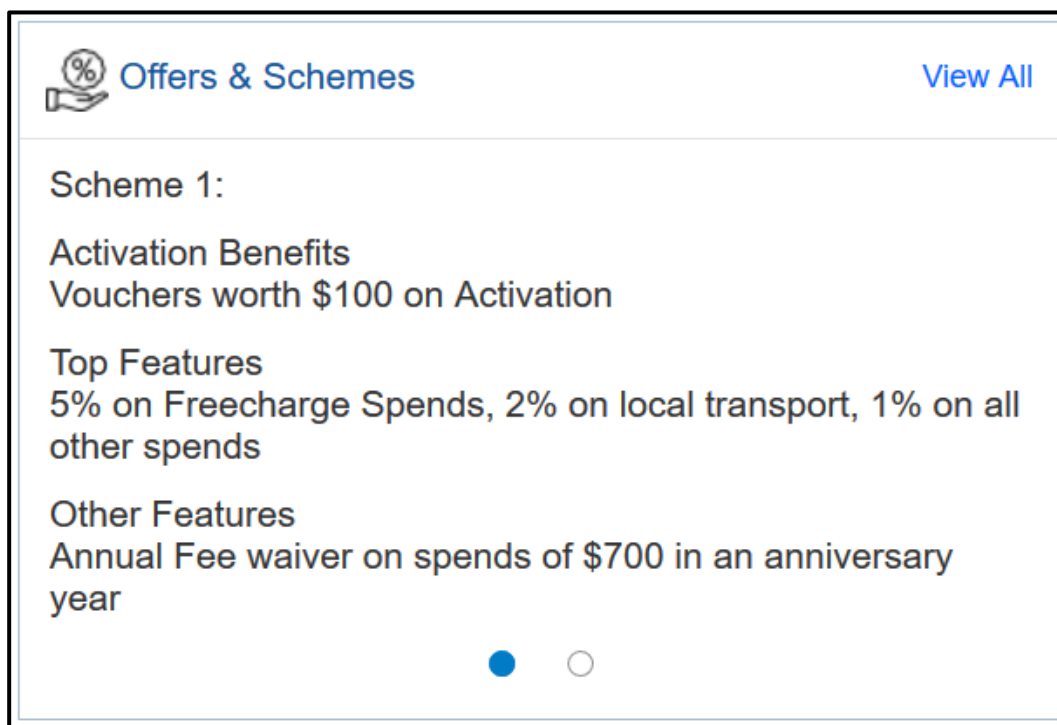 %
Offers & Schemes
View All
Scheme 1:
Activation Benefits
Vouchers worth $100 on Activation
Top Features
5% on Freecharge Spends, 2% on local transport, 1% on all
other spends
Other Features
Annual Fee waiver on spends of $700 in an anniversary
year